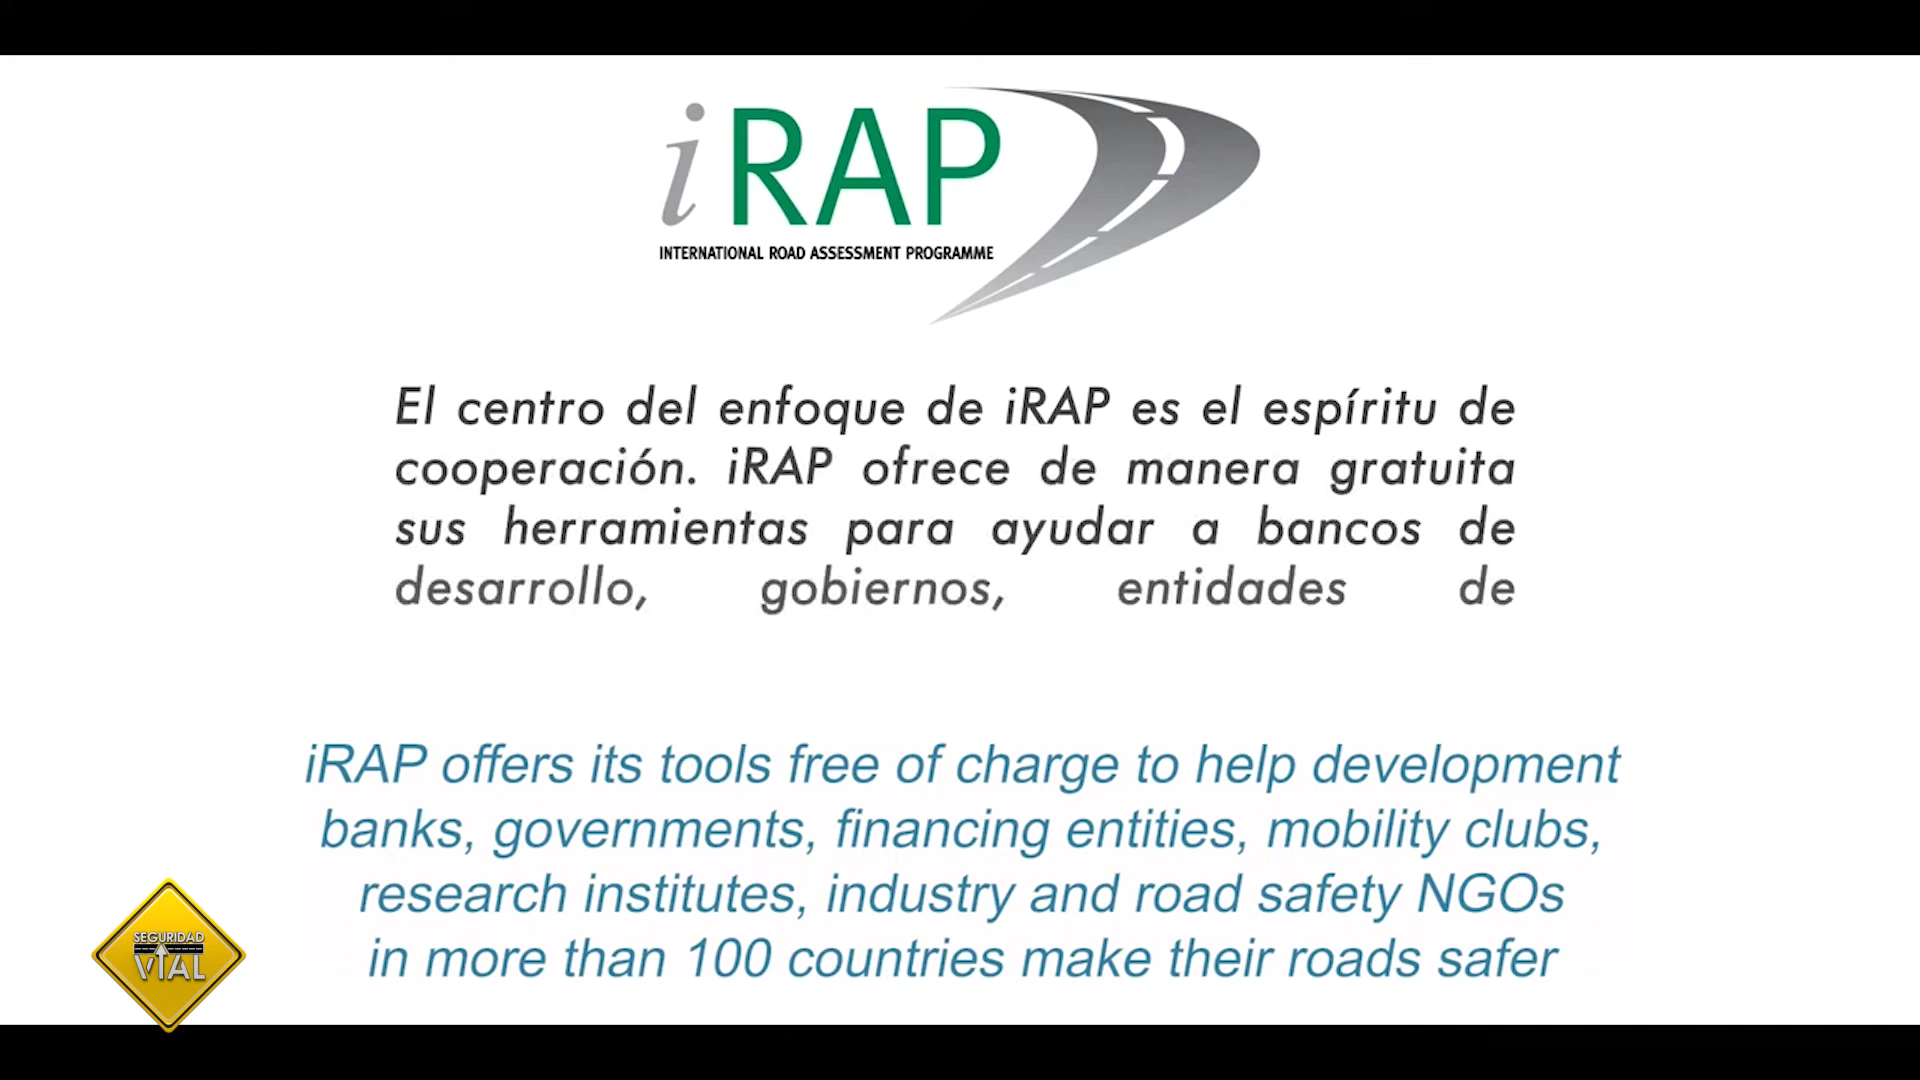 iRAP
INTERNATIONAL ROAD ASSESSMENT PROGRAMME
El centro del enfoque de iRAP es el espíritu de
cooperación. iRAP ofrece de manera gratuita
sus herramientas para ayudar a bancos de
desarrollo, gobiernos, entidades de
iRAP offers its tools free of charge to help development
banks, governments, financing entities, mobility clubs,
research institutes, industry and road safety NGOs
in more than 100 countries make their roads safer
SEGURIDAD
VIAL